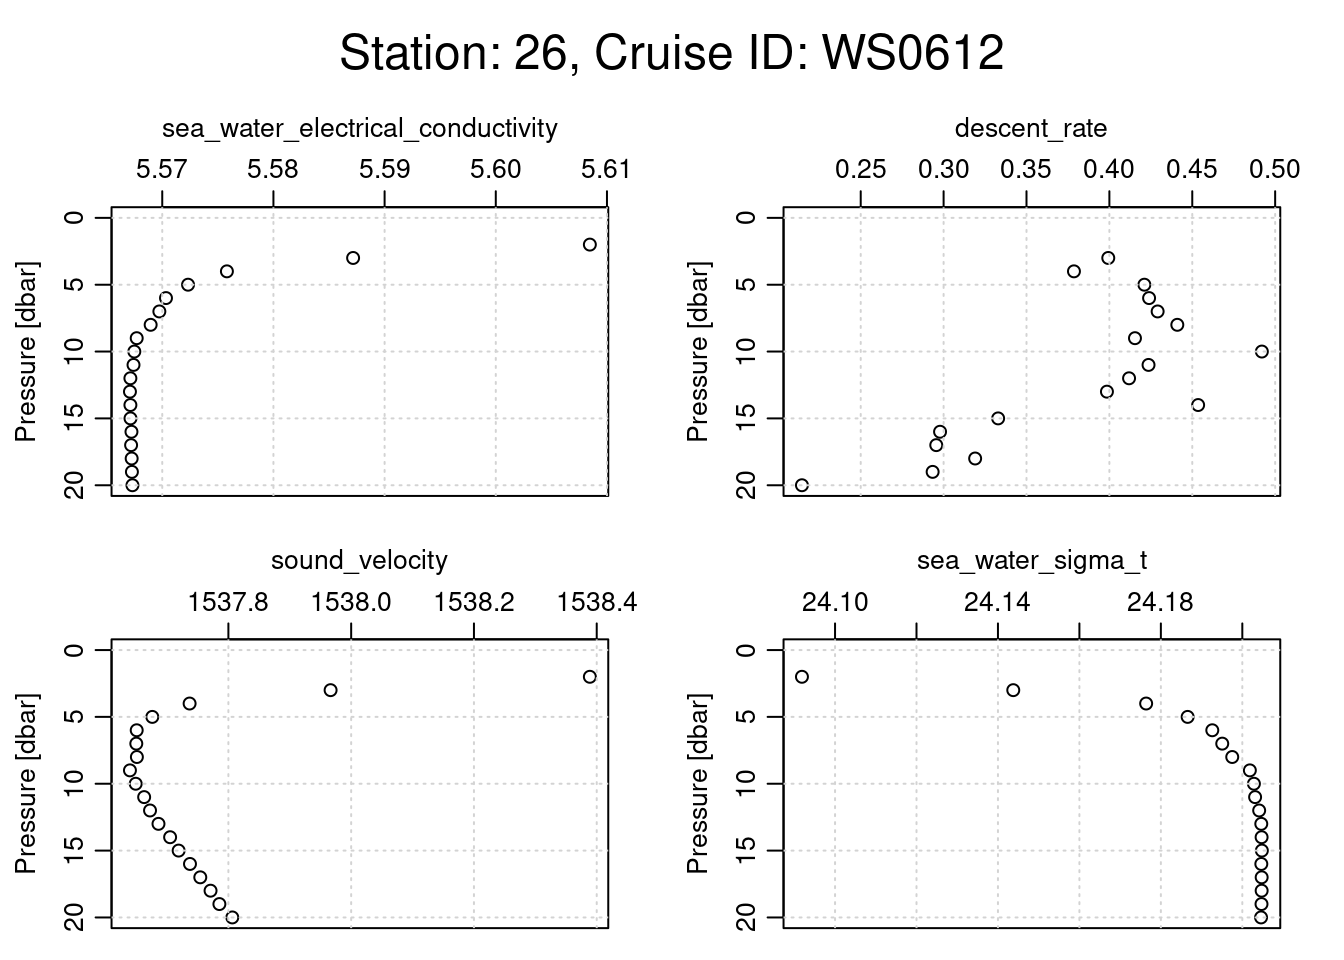 Station: 26, Cruise ID: WS0612
sea_water_electrical_conductivity
5.57 5.58 5.59 5.60 5.61
Pressure [dbar]
0
5
10
15
20
descent_rate
0.25 0.30 0.35 0.40 0.45 0.50
Pressure [dbar]
0
5
10
15
20
sound_velocity
1537.8 1538.0 1538.2 1538.4
Pressure [dbar]
0
5
10
15
20
sea_water_sigma_t
24.10 24.14 24.18
Pressure [dbar]
0
5
10
15
20